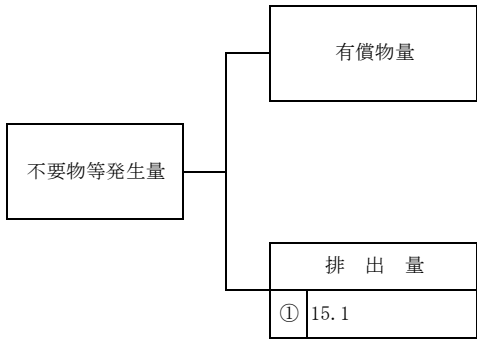 有償物量
不要物等発生量
排 出 量
① 15.1